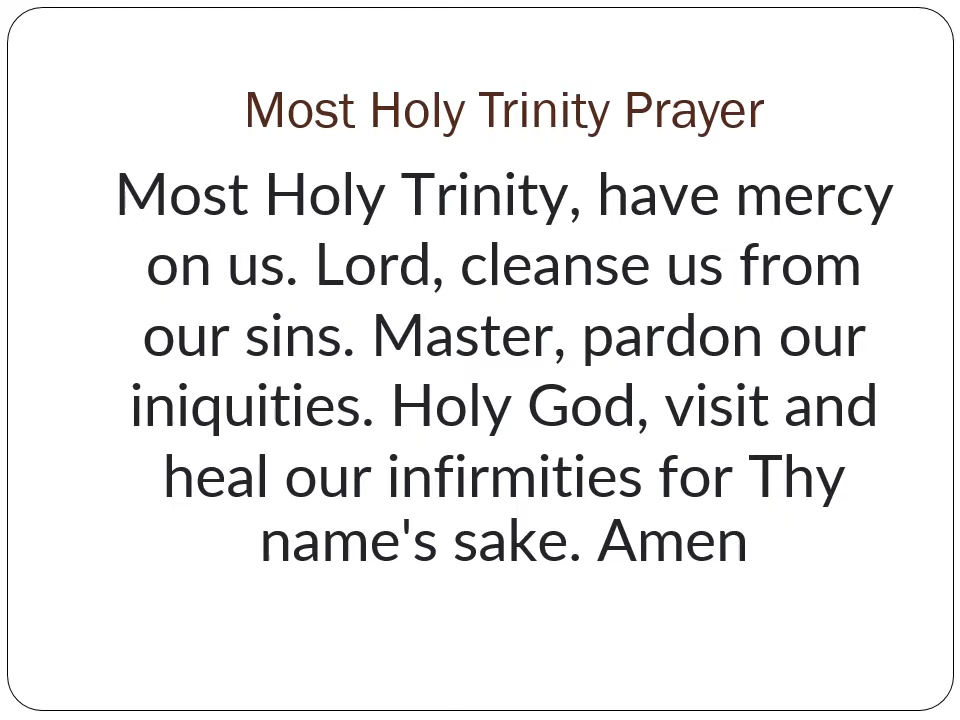 Most Holy Trinity Prayer
Most Holy Trinity, have mercy
on us. Lord, cleanse us from
our sins. Master, pardon our
iniquities. Holy God, visit and
heal our infirmities for Thy
name's sake. Amen